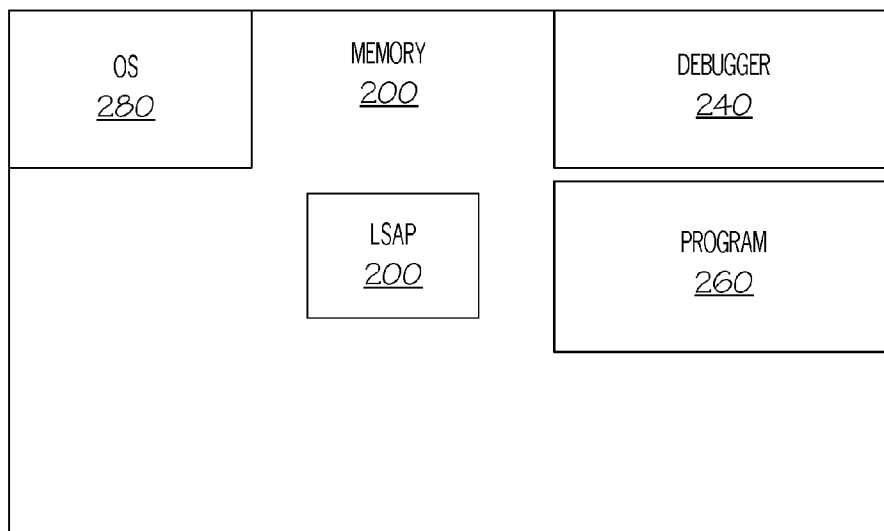 OS
280
MEMORY
200
DEBUGGER
240
LSAP
200
PROGRAM
260